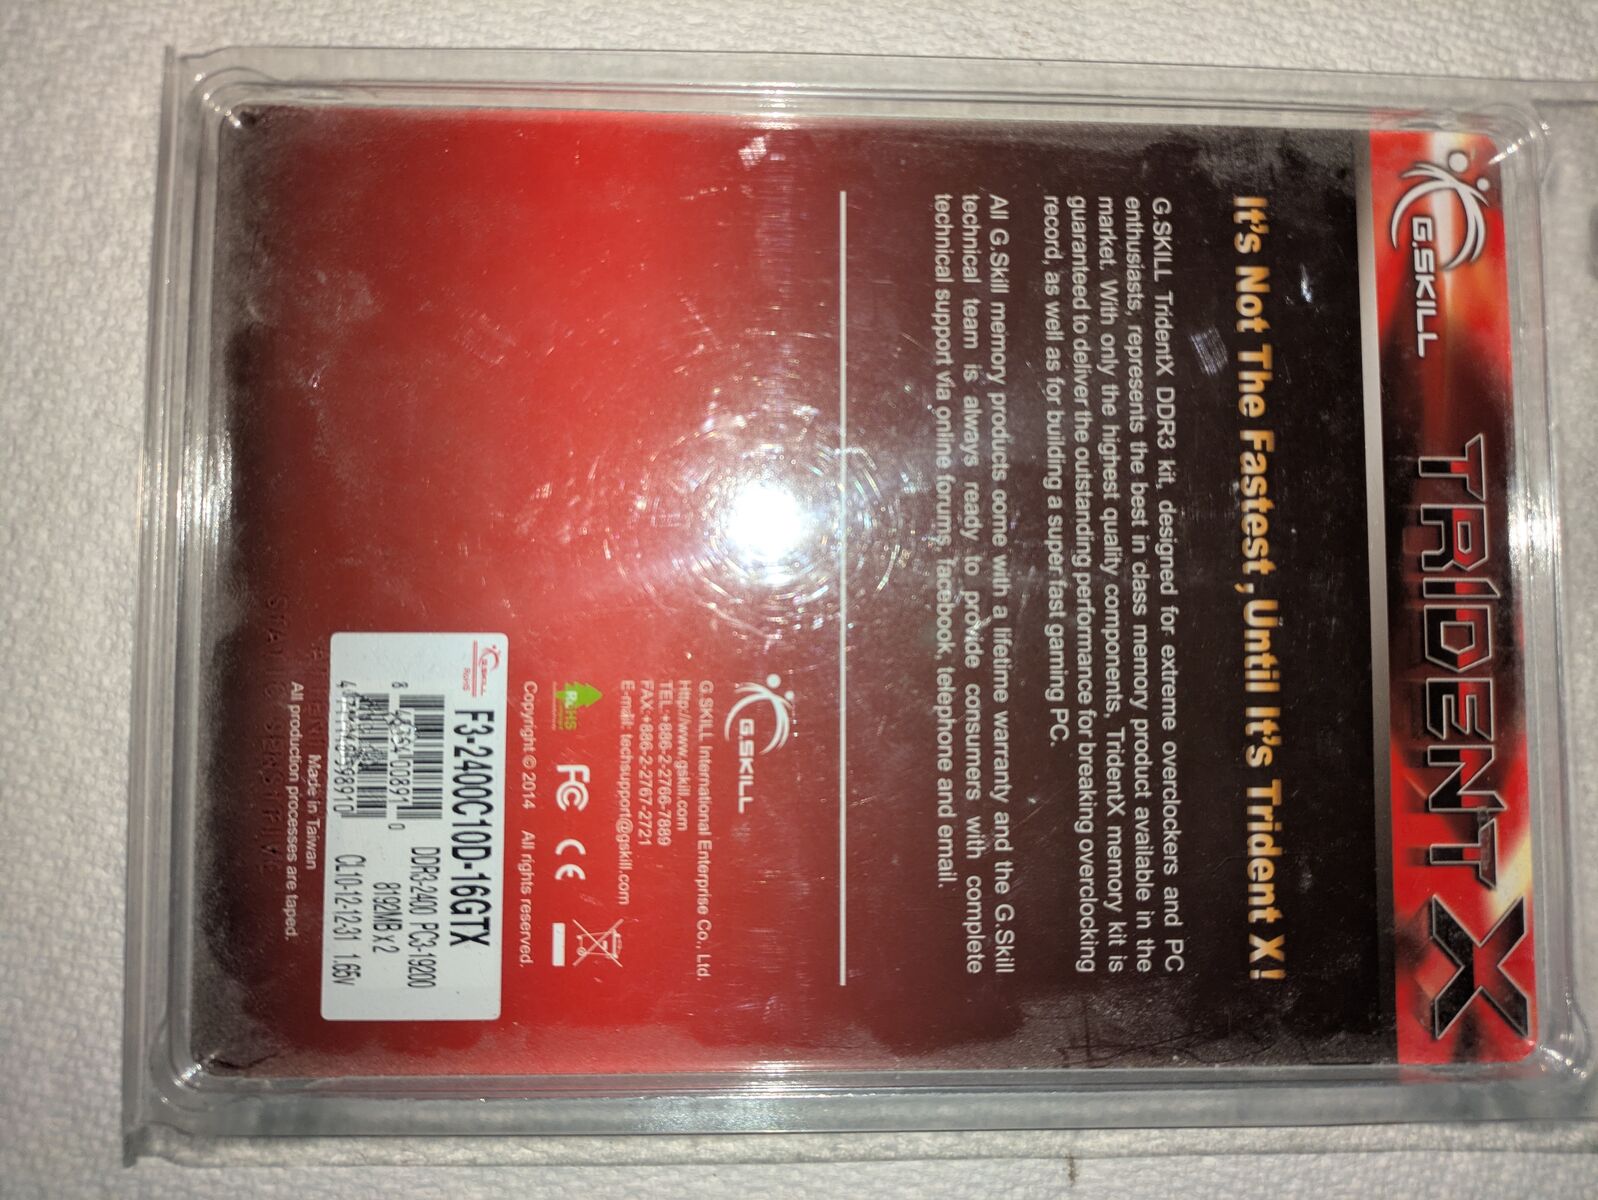 G.SKILL
TRIDENT X
It's Not The Fastest, Until It's Trident X!
G.SKILL TridentX DDR3 kit, designed for extreme overclockers and PC
enthusiasts, represents the best in class memory product available in the
market. With only the highest quality components, TridentX memory kit is
guaranteed to deliver the outstanding performance for breaking overclocking
record, as well as for building a super fast gaming PC.
All G.Skill memory products come with a lifetime warranty and the G.Skill
technical team is always ready to provide consumers with complete
technical support via online forums, facebook, telephone and email.
G.SKILL
G.SKILL International Enterprise Co., Ltd.
Http://www.gskill.com
TEL:+886-2-2766-7889
FAX:+886-2-2767-2721
E-mail: techsupport@gskill.com
RoHS
FC CE
Copyright © 2014 All rights reserved.
G.SKILL
RoHS
F3-2400C10D-16GTX
DDR3-2400 PC3-19200
8192MB x 2
CL10-12-12-31 1.65v
Made in Taiwan
All production processes are taped.